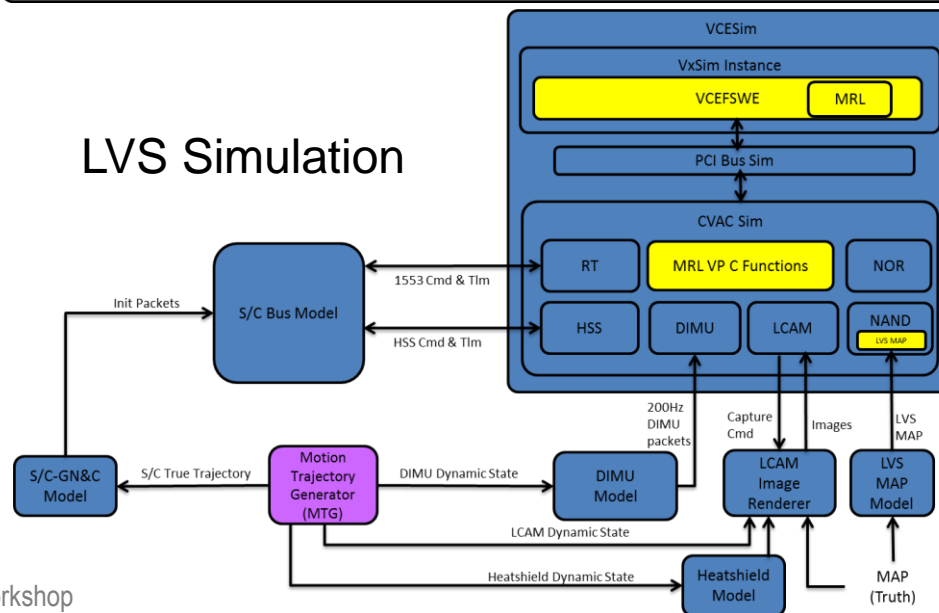 VCESim
VxSim Instance
VCEFSWE
MRL
LVS Simulation
PCI Bus Sim
CVAC Sim
RT
MRL VP C Functions
NOR
1553 Cmd & Tlm
Init Packets
S/C Bus Model
HSS
DIMU
LCAM
NAND
LVS MAP
HSS Cmd & Tlm
200Hz
DIMU
packets
Capture
Cmd
Images
LVS
MAP
S/C-GN&C
Model
S/C True Trajectory
Motion
Trajectory
Generator
(MTG)
DIMU Dynamic State
DIMU
Model
LCAM
Image
Renderer
LVS
MAP
Model
LCAM Dynamic State
Heatshield Dynamic State
Heatshield
Model
MAP
(Truth)